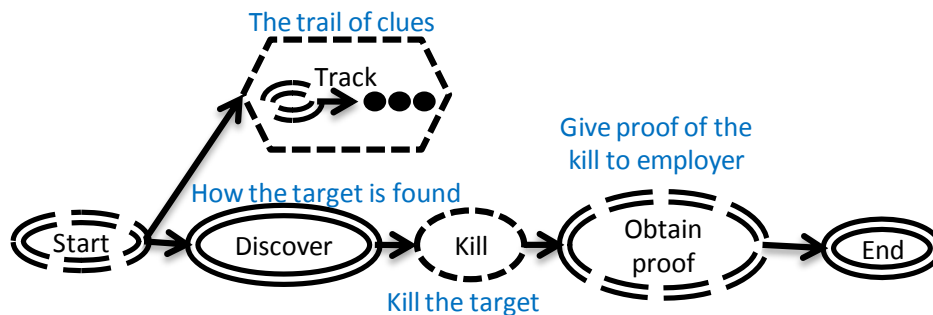 The trail of clues
Track
Give proof of the
kill to employer
How the target is found
Start
Discover
Kill
Obtain
proof
End
Kill the target